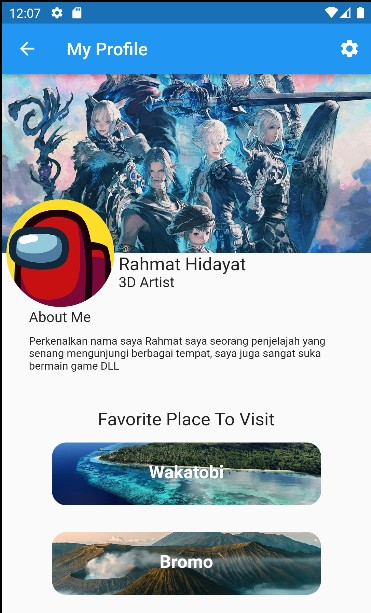 12:07
My Profile
Rahmat Hidayat
3D Artist
About Me
Perkenalkan nama saya Rahmat saya seorang penjelajah yang
senang mengunjungi berbagai tempat, saya juga sangat suka
bermain game DLL
Favorite Place To Visit
Wakatobi
Bromo